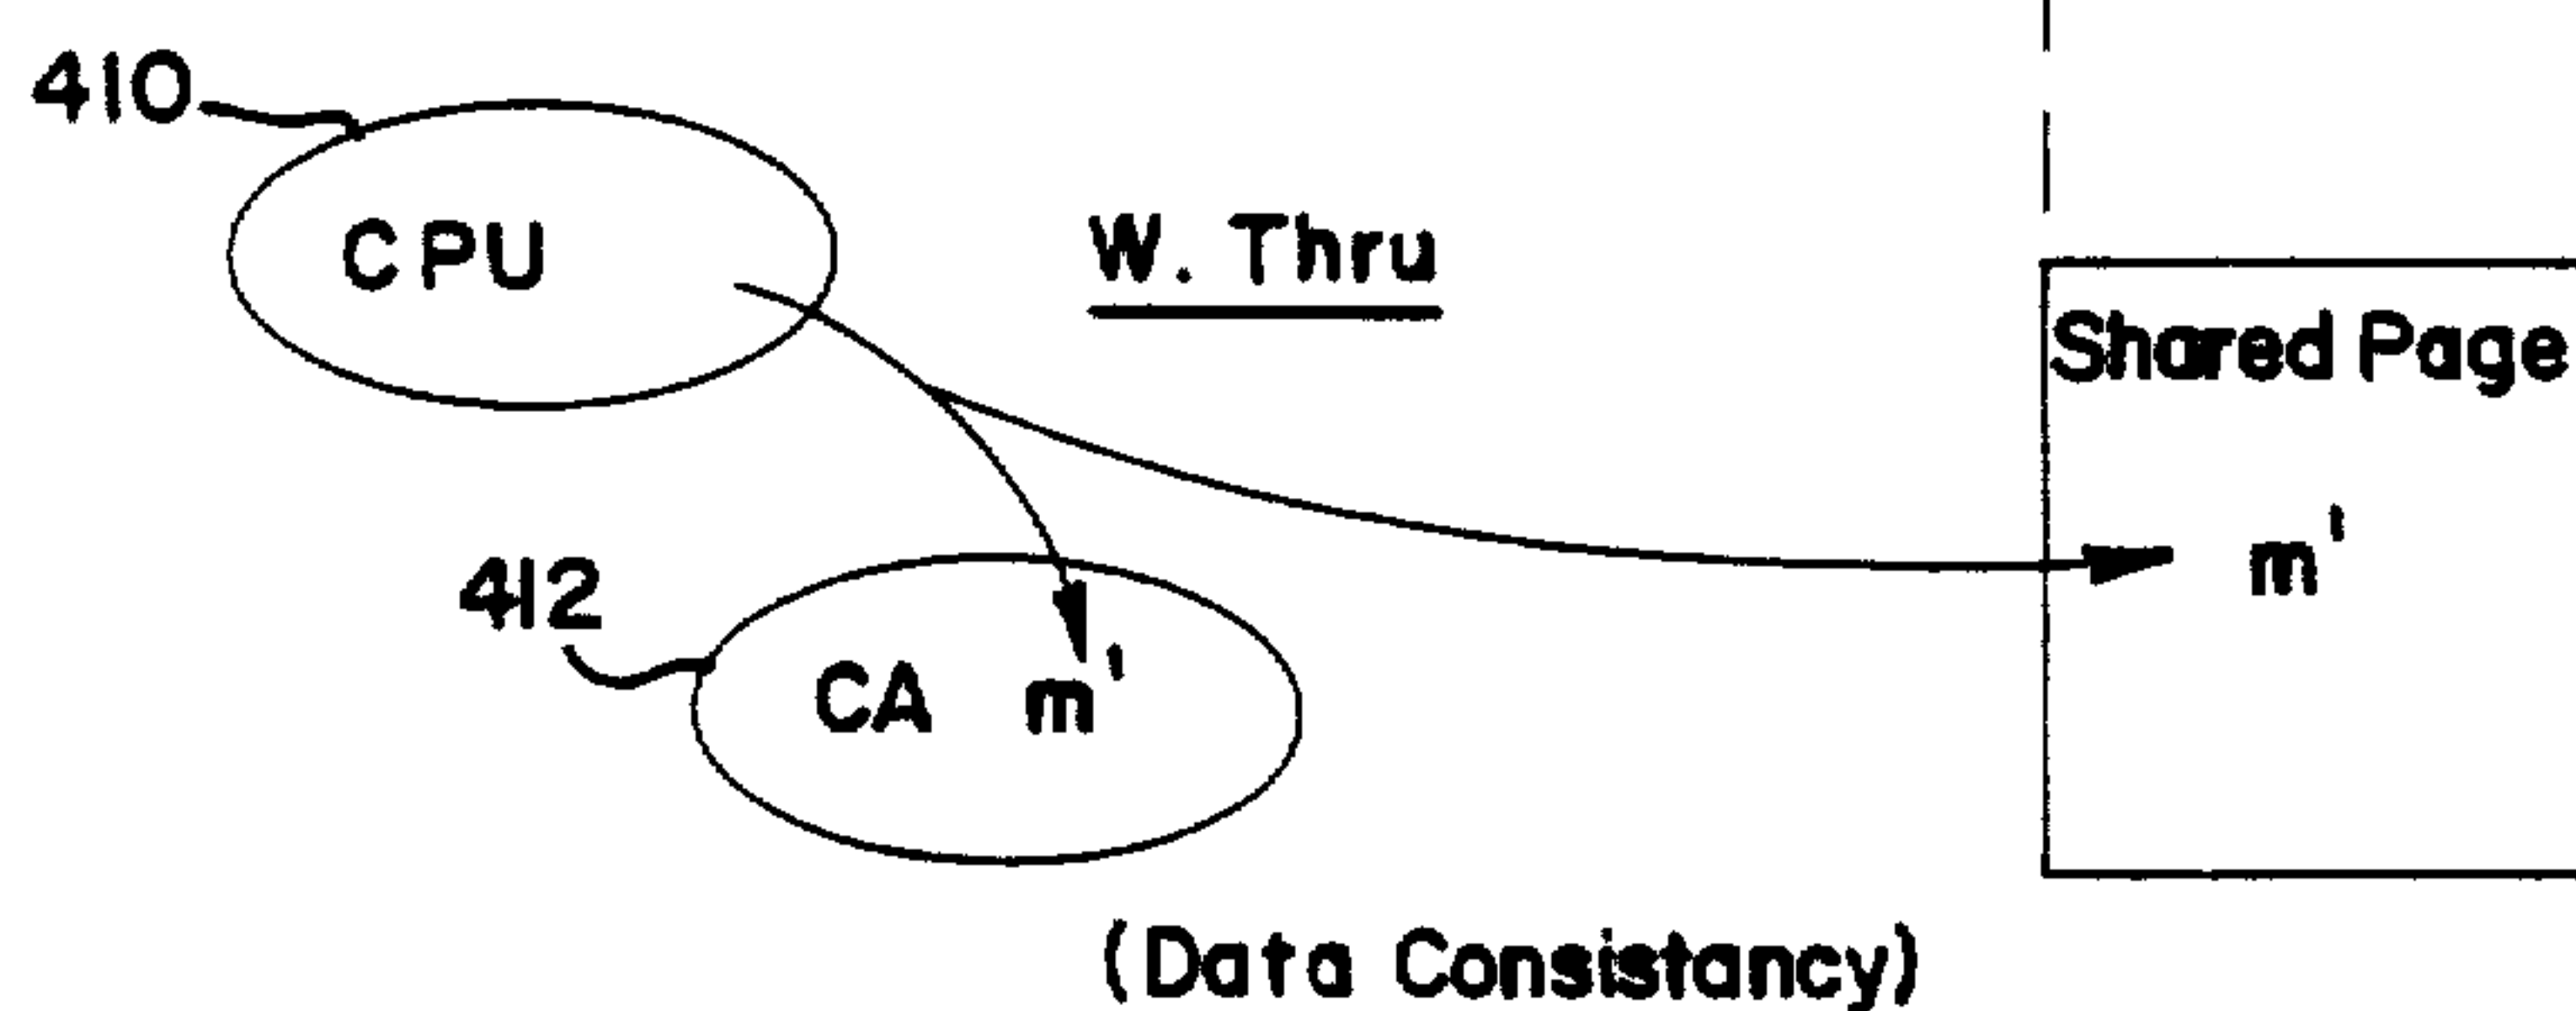 410
CPU
W. Thru
Shared Page
m'
412
CA m'
(Data Consistancy)